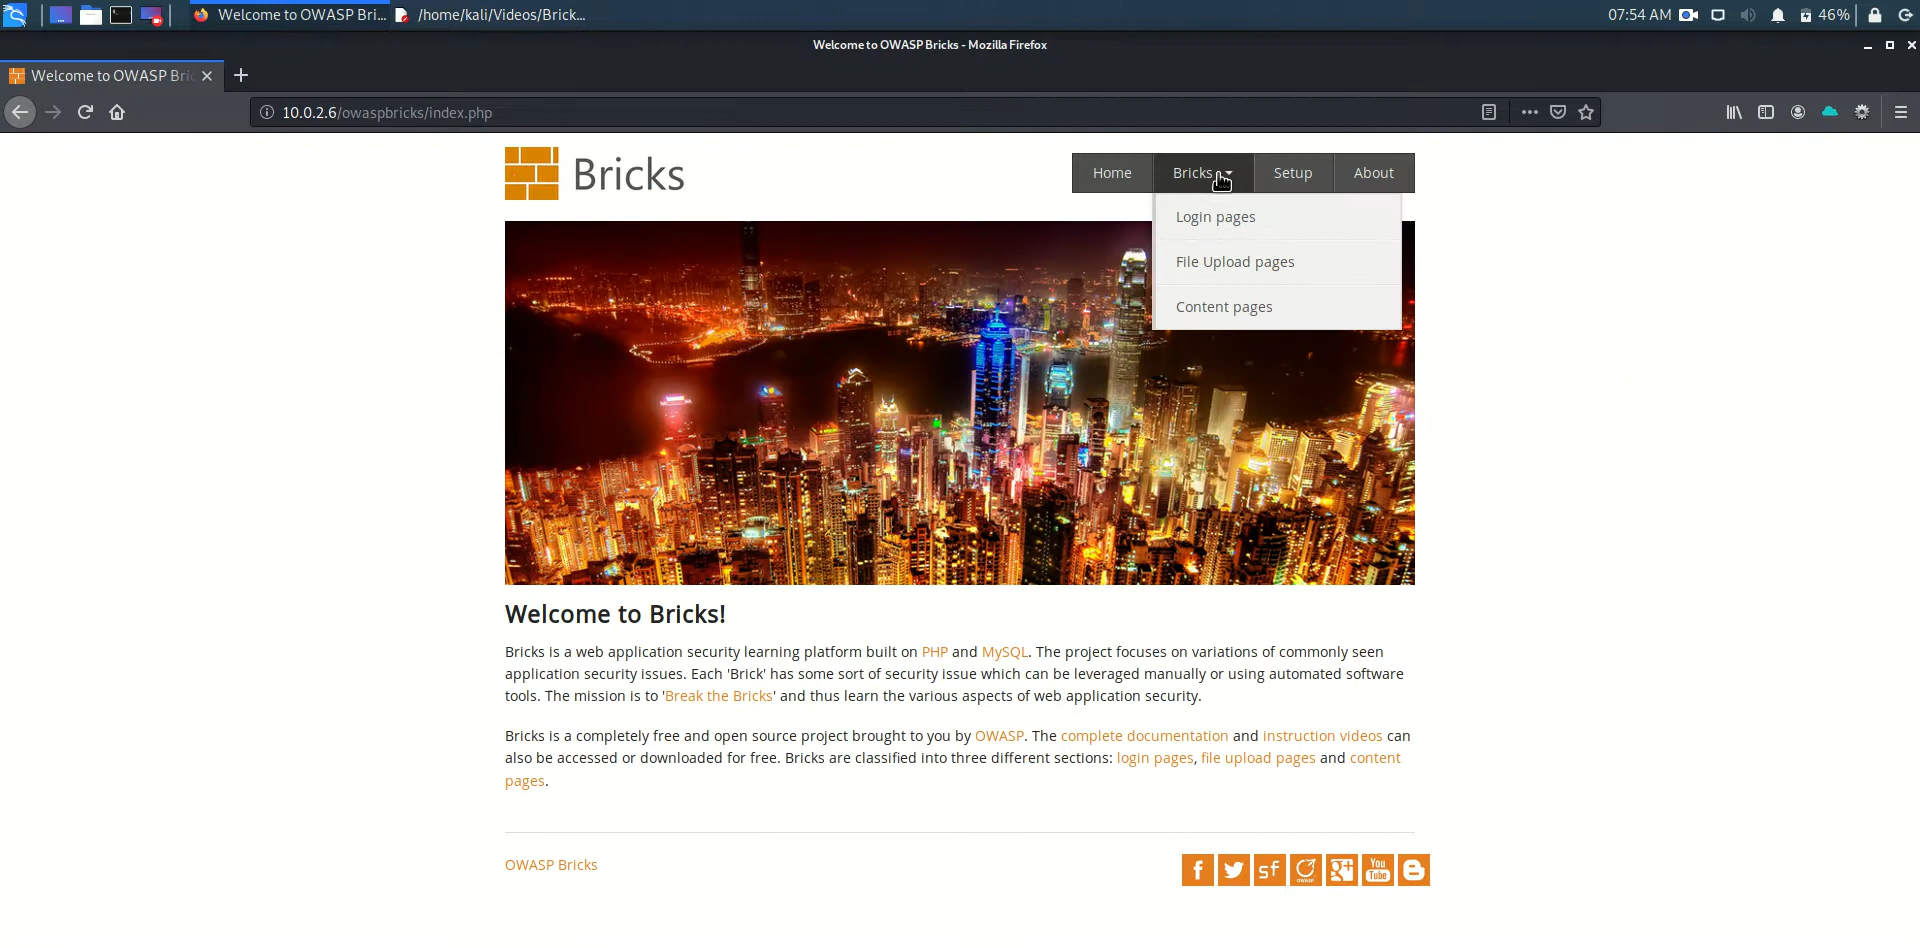 Welcome to OWASP Bri... /home/kali/Videos/Brick... 07:54 AM 46%
Welcome to OWASP Bricks - Mozilla Firefox
Welcome to OWASP Bri
10.0.2.6/owaspbricks/index.php
Bricks
Home Bricks Setup About
Login pages
File Upload pages
Content pages
Welcome to Bricks!
Bricks is a web application security learning platform built on PHP and MySQL. The project focuses on variations of commonly seen
application security issues. Each 'Brick' has some sort of security issue which can be leveraged manually or using automated software
tools. The mission is to 'Break the Bricks' and thus learn the various aspects of web application security.
Bricks is a completely free and open source project brought to you by OWASP. The complete documentation and instruction videos can
also be accessed or downloaded for free. Bricks are classified into three different sections: login pages, file upload pages and content
pages.
OWASP Bricks
f sf OWASP g+ You Tube B